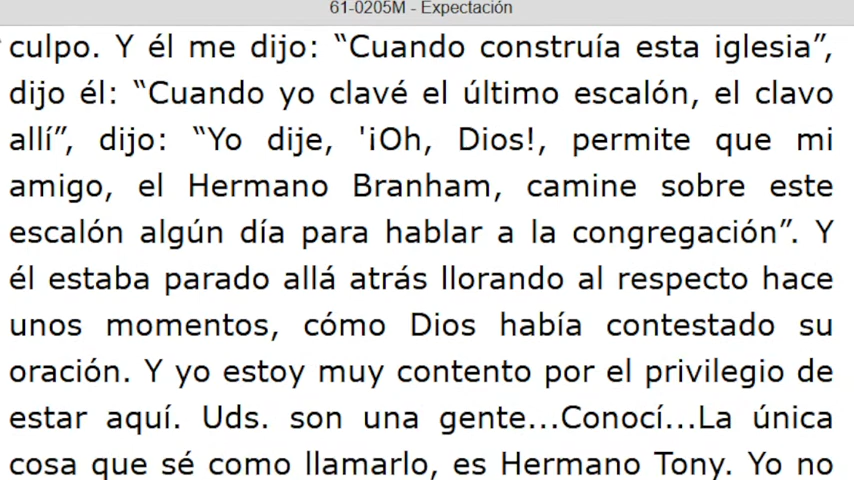 61-0205M - Expectación
culpo. Y él me dijo: “Cuando construía esta iglesia”,
dijo él: “Cuando yo clavé el último escalón, el clavo
allí”, dijo: “Yo dije, '¡Oh, Dios!, permite que mi
amigo, el Hermano Branham, camine sobre este
escalón algún día para hablar a la congregación”. Y
él estaba parado allá atrás llorando al respecto hace
unos momentos, cómo Dios había contestado su
oración. Y yo estoy muy contento por el privilegio de
estar aquí. Uds. son una gente...Conocí...La única
cosa que sé como llamarlo, es Hermano Tony. Yo no